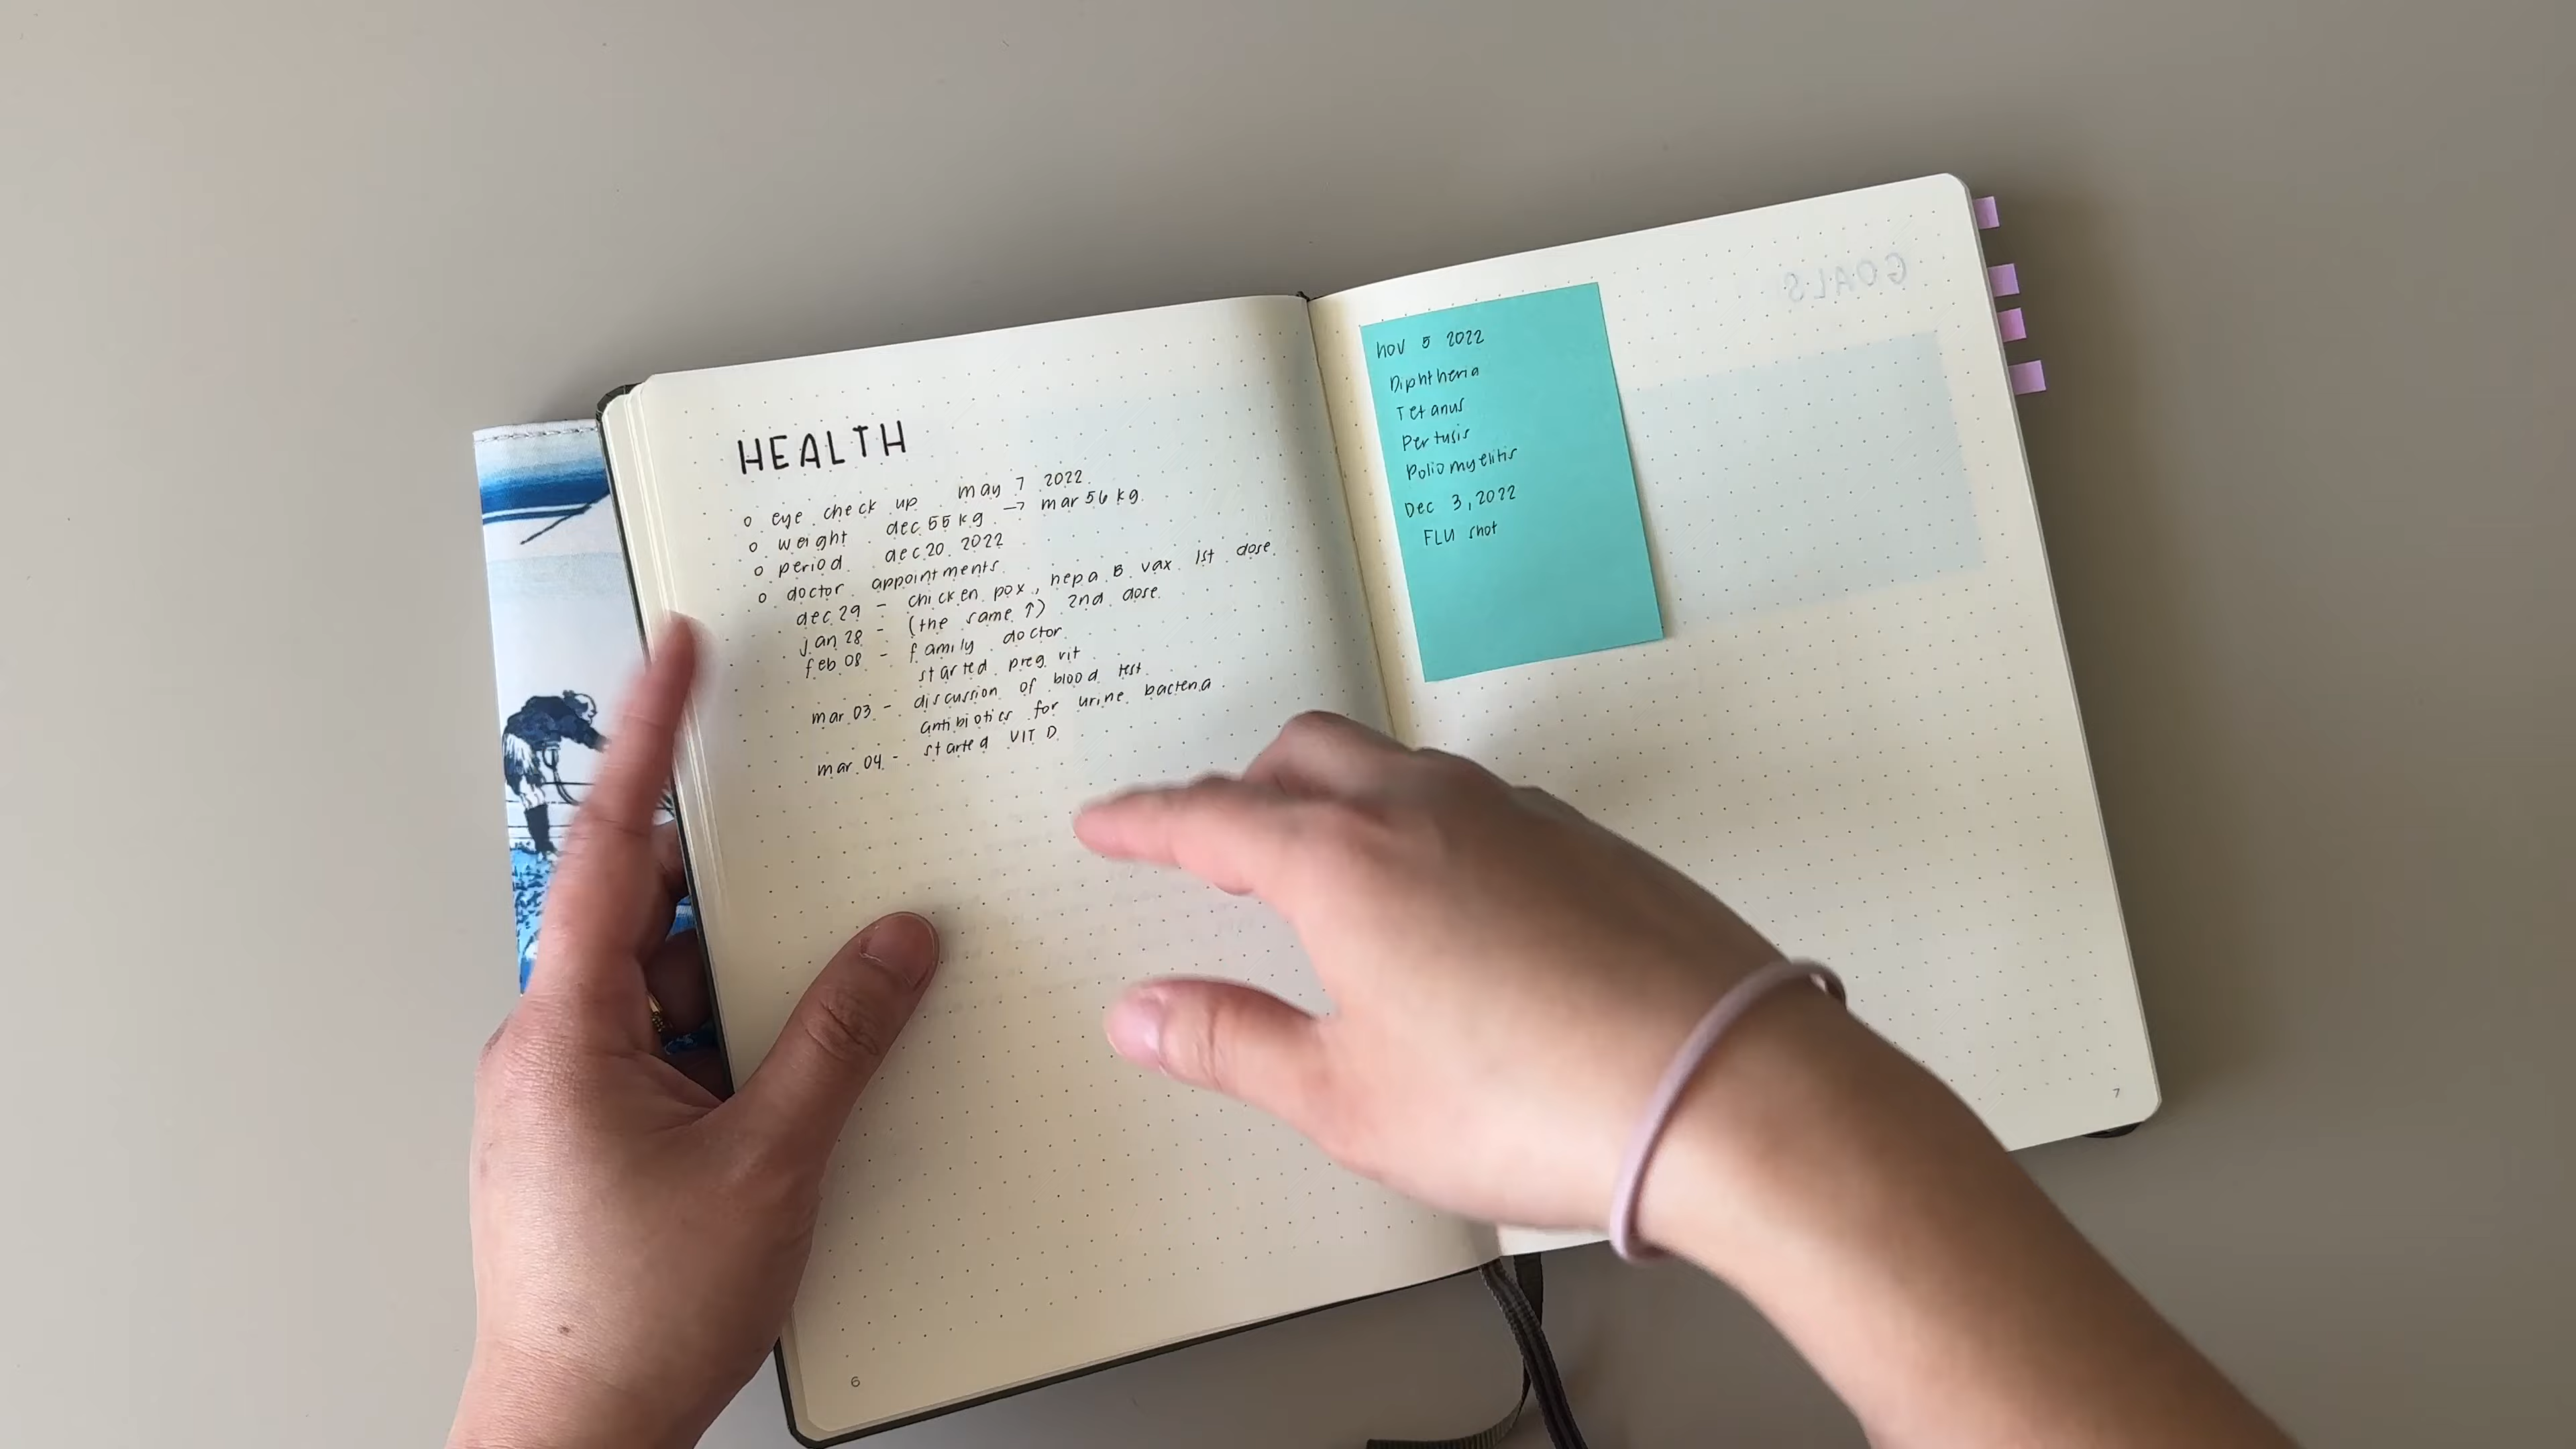 HEALTH
o eye check up may 7 2022
o weight dec 55 kg → mar 56 kg
o period dec 20 2022
o doctor appointments
dec 29 - chicken pox, hepa B vax 1st dose
jan 28 - (the same ↑) 2nd dose
feb 08 - family doctor
started preg vit
mar 03 - discussion of blood test
antibiotics for urine bacteria
mar 04 - started VIT D
6
nov 5 2022
Diphtheria
Tetanus
Pertusis
Poliomyelitis
Dec 3, 2022
FLU shot
GOALS
7